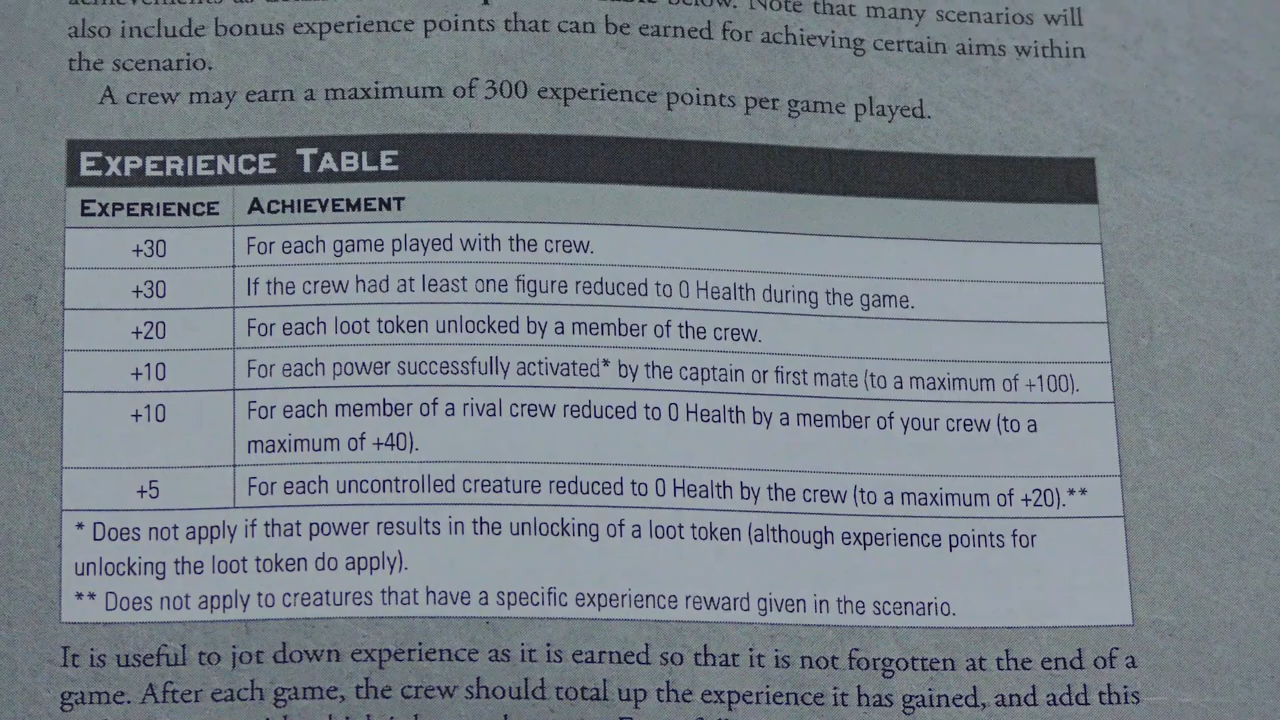 below. Note that many scenarios will
also include bonus experience points that can be earned for achieving certain aims within
the scenario.
A crew may earn a maximum of 300 experience points per game played.
EXPERIENCE TABLE
EXPERIENCE ACHIEVEMENT
+30 For each game played with the crew.
+30 If the crew had at least one figure reduced to 0 Health during the game.
+20 For each loot token unlocked by a member of the crew.
+10 For each power successfully activated* by the captain or first mate (to a maximum of +100).
+10 For each member of a rival crew reduced to 0 Health by a member of your crew (to a
maximum of +40).
+5 For each uncontrolled creature reduced to 0 Health by the crew (to a maximum of +20).**
* Does not apply if that power results in the unlocking of a loot token (although experience points for
unlocking the loot token do apply).
** Does not apply to creatures that have a specific experience reward given in the scenario.
It is useful to jot down experience as it is earned so that it is not forgotten at the end of a
game. After each game, the crew should total up the experience it has gained, and add this